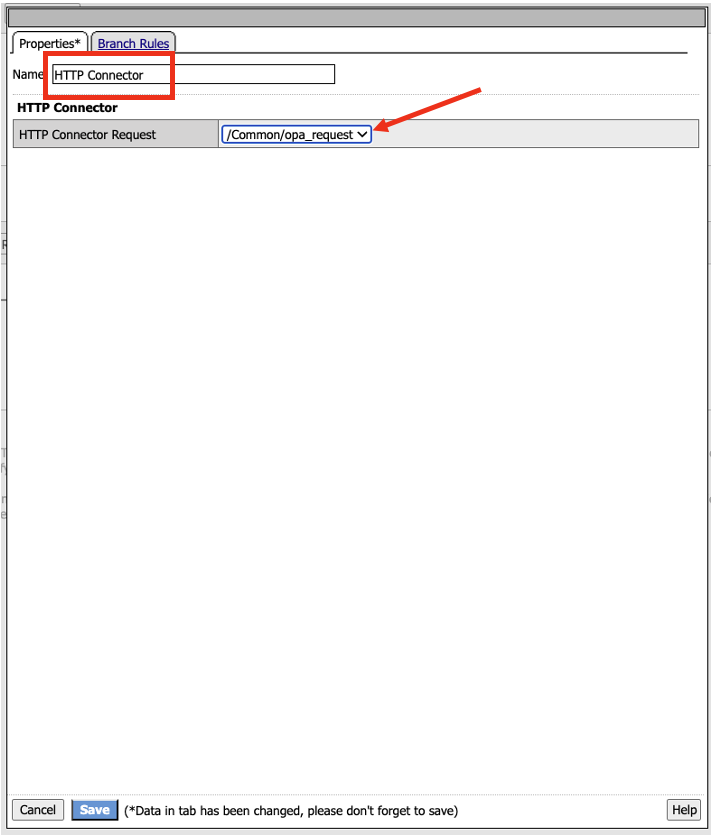 Properties* Branch Rules
Name: HTTP Connector
HTTP Connector
HTTP Connector Request /Common/opa_request
Cancel Save (*Data in tab has been changed, please don't forget to save) Help